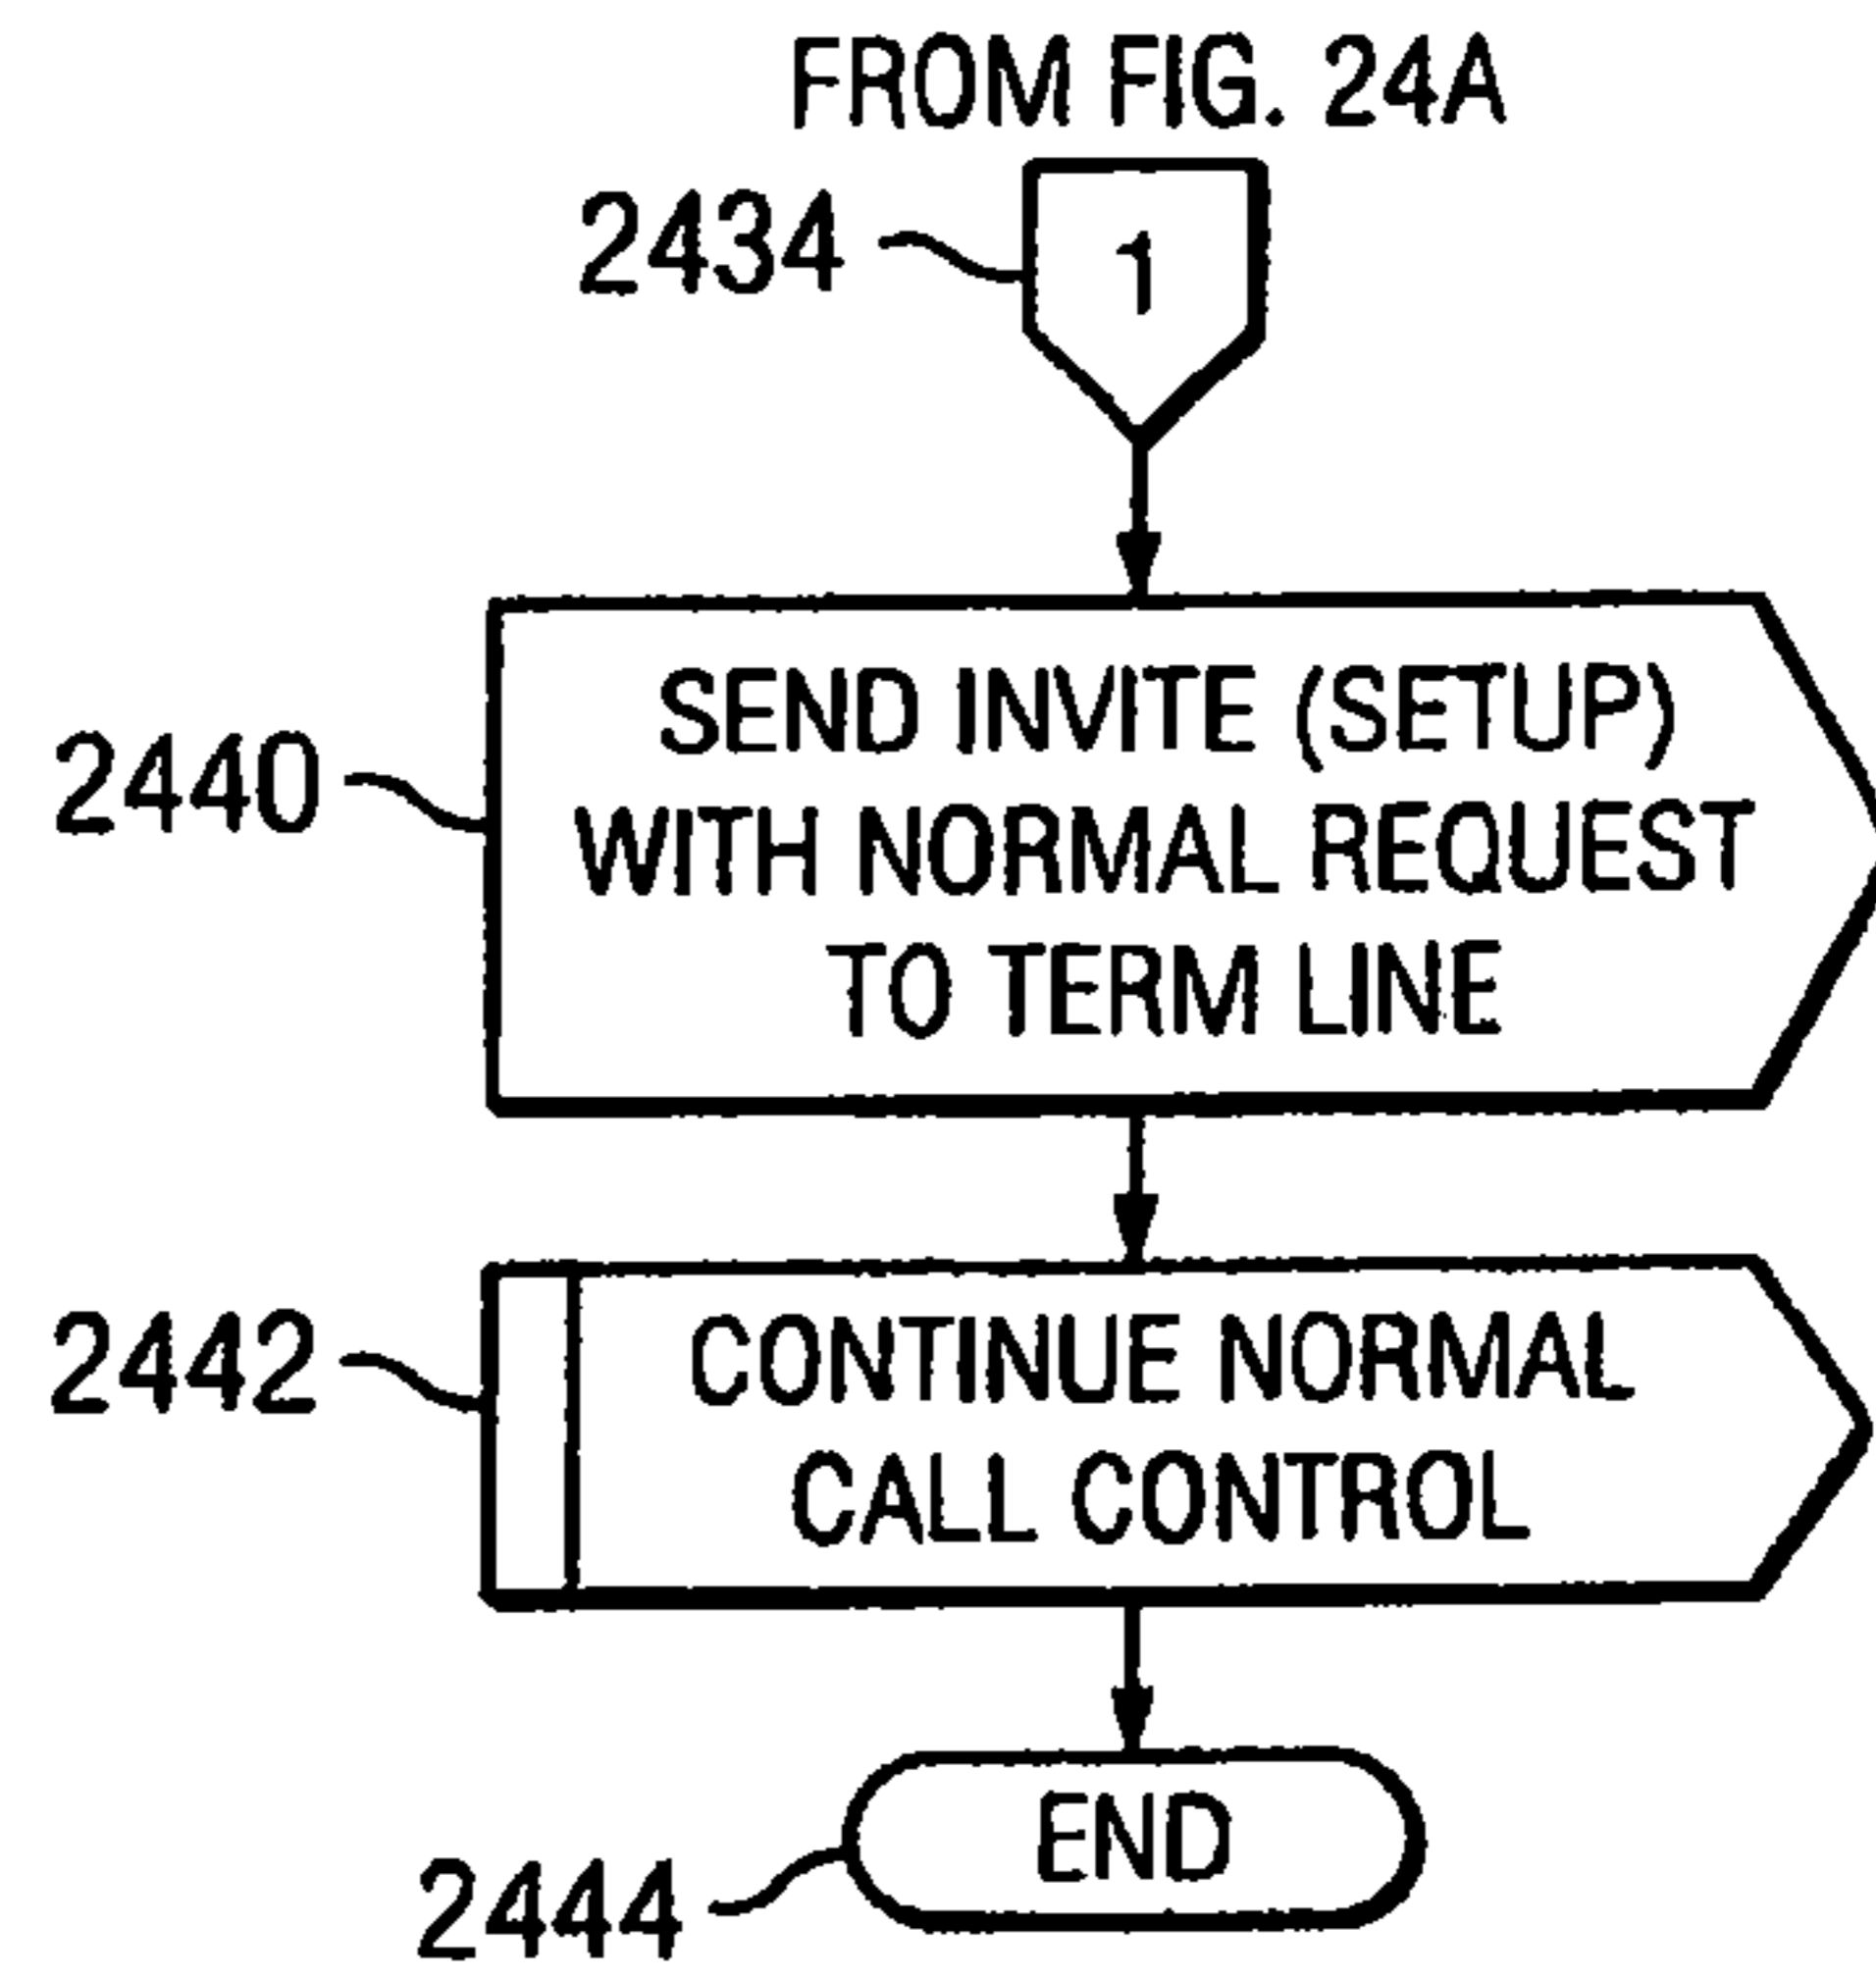 FROM FIG. 24A
2434
1
2440
SEND INVITE (SETUP)
WITH NORMAL REQUEST
TO TERM LINE
2442
CONTINUE NORMAL
CALL CONTROL
END
2444